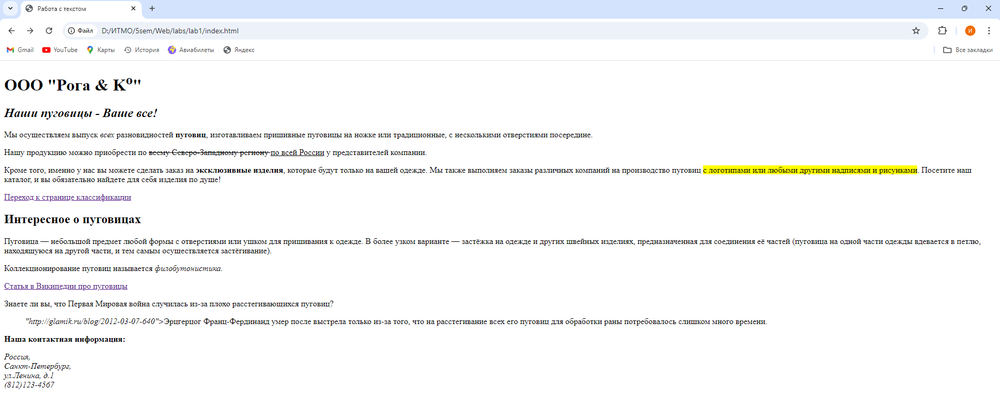 Работа с текстом
Файл D:/ИТМО/5sem/Web/labs/lab1/index.html
И
Gmail YouTube Карты История Авиабилеты Яндекс Все закладки
ООО "Рога & Kº"
Наши пуговицы - Ваше все!
Мы осуществляем выпуск всех разновидностей пуговиц, изготавливаем пришивные пуговицы на ножке или традиционные, с несколькими отверстиями посередине.
Нашу продукцию можно приобрести по всему Северо-Западному региону по всей России у представителей компании.
Кроме того, именно у нас вы можете сделать заказ на эксклюзивные изделия, которые будут только на вашей одежде. Мы также выполняем заказы различных компаний на производство пуговиц с логотипами или любыми другими надписями и рисунками. Посетите наш
каталог, и вы обязательно найдете для себя изделия по душе!
Переход к странице классификации
Интересное о пуговицах
Пуговица — небольшой предмет любой формы с отверстиями или ушком для пришивания к одежде. В более узком варианте — застёжка на одежде и других швейных изделиях, предназначенная для соединения её частей (пуговица на одной части одежды вдевается в петлю,
находящуюся на другой части, и тем самым осуществляется застёгивание).
Коллекционирование пуговиц называется филобутонистика.
Статья в Википедии про пуговицы
Знаете ли вы, что Первая Мировая война случилась из-за плохо расстегивающихся пуговиц?
"http://glamik.ru/blog/2012-03-07-640">Эрцгерцог Франц-Фердинанд умер после выстрела только из-за того, что на расстегивание всех его пуговиц для обработки раны потребовалось слишком много времени.
Наша контактная информация:
Россия,
Санкт-Петербург,
ул.Ленина, д.1
(812)123-4567